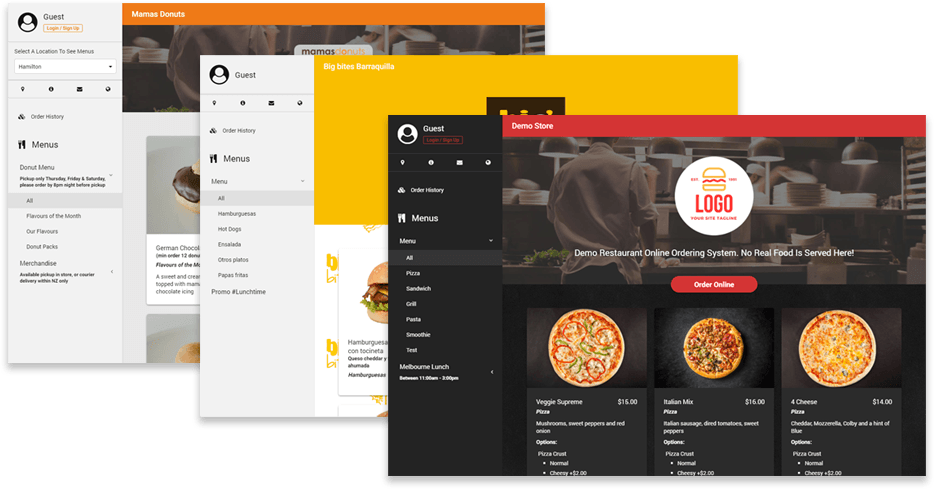 Guest
Login / Sign Up
Select A Location To See Menus
Hamilton
Order History
Menus
Donut Menu
Pickup only Thursday, Friday & Saturday,
please order by 8pm night before pickup
All
Flavours of the Month
Our Flavours
Donut Packs
Merchandise
Available pickup in store, or courier
delivery within NZ only
Mamas Donuts
mamasdonuts
German Chocol
(min order 12 donu
Flavours of the M
A sweet and crean
topped with mama
chocolate icing
Guest
Order History
Menus
Menu
All
Hamburguesas
Hot Dogs
Ensalada
Otros platos
Papas fritas
Promo #Lunchtime
Big bites Barraquilla
Hamburguesas
con tocineta
Queso cheddar y
ahumada
Hamburguesas
Guest
Login / Sign Up
Order History
Menus
Menu
All
Pizza
Sandwich
Grill
Pasta
Smoothie
Test
Melbourne Lunch
Between 11:00am - 3:00pm
Demo Store
EST. 1991
LOGO
YOUR SITE TAGLINE
Demo Restaurant Online Ordering System. No Real Food Is Served Here!
Order Online
Veggie Supreme $15.00
Pizza
Mushrooms, sweet peppers and red
onion
Options:
Pizza Crust
Normal
Cheesy +$2.00
Italian Mix $16.00
Pizza
Italian sausage, dired tomatoes, sweet
peppers
Options:
Pizza Crust
Normal
Cheesy +$2.00
4 Cheese $14.00
Pizza
Cheddar, Mozzerella, Colby and a hint of
Blue
Options:
Pizza Crust
Normal
Cheesy +$2.00